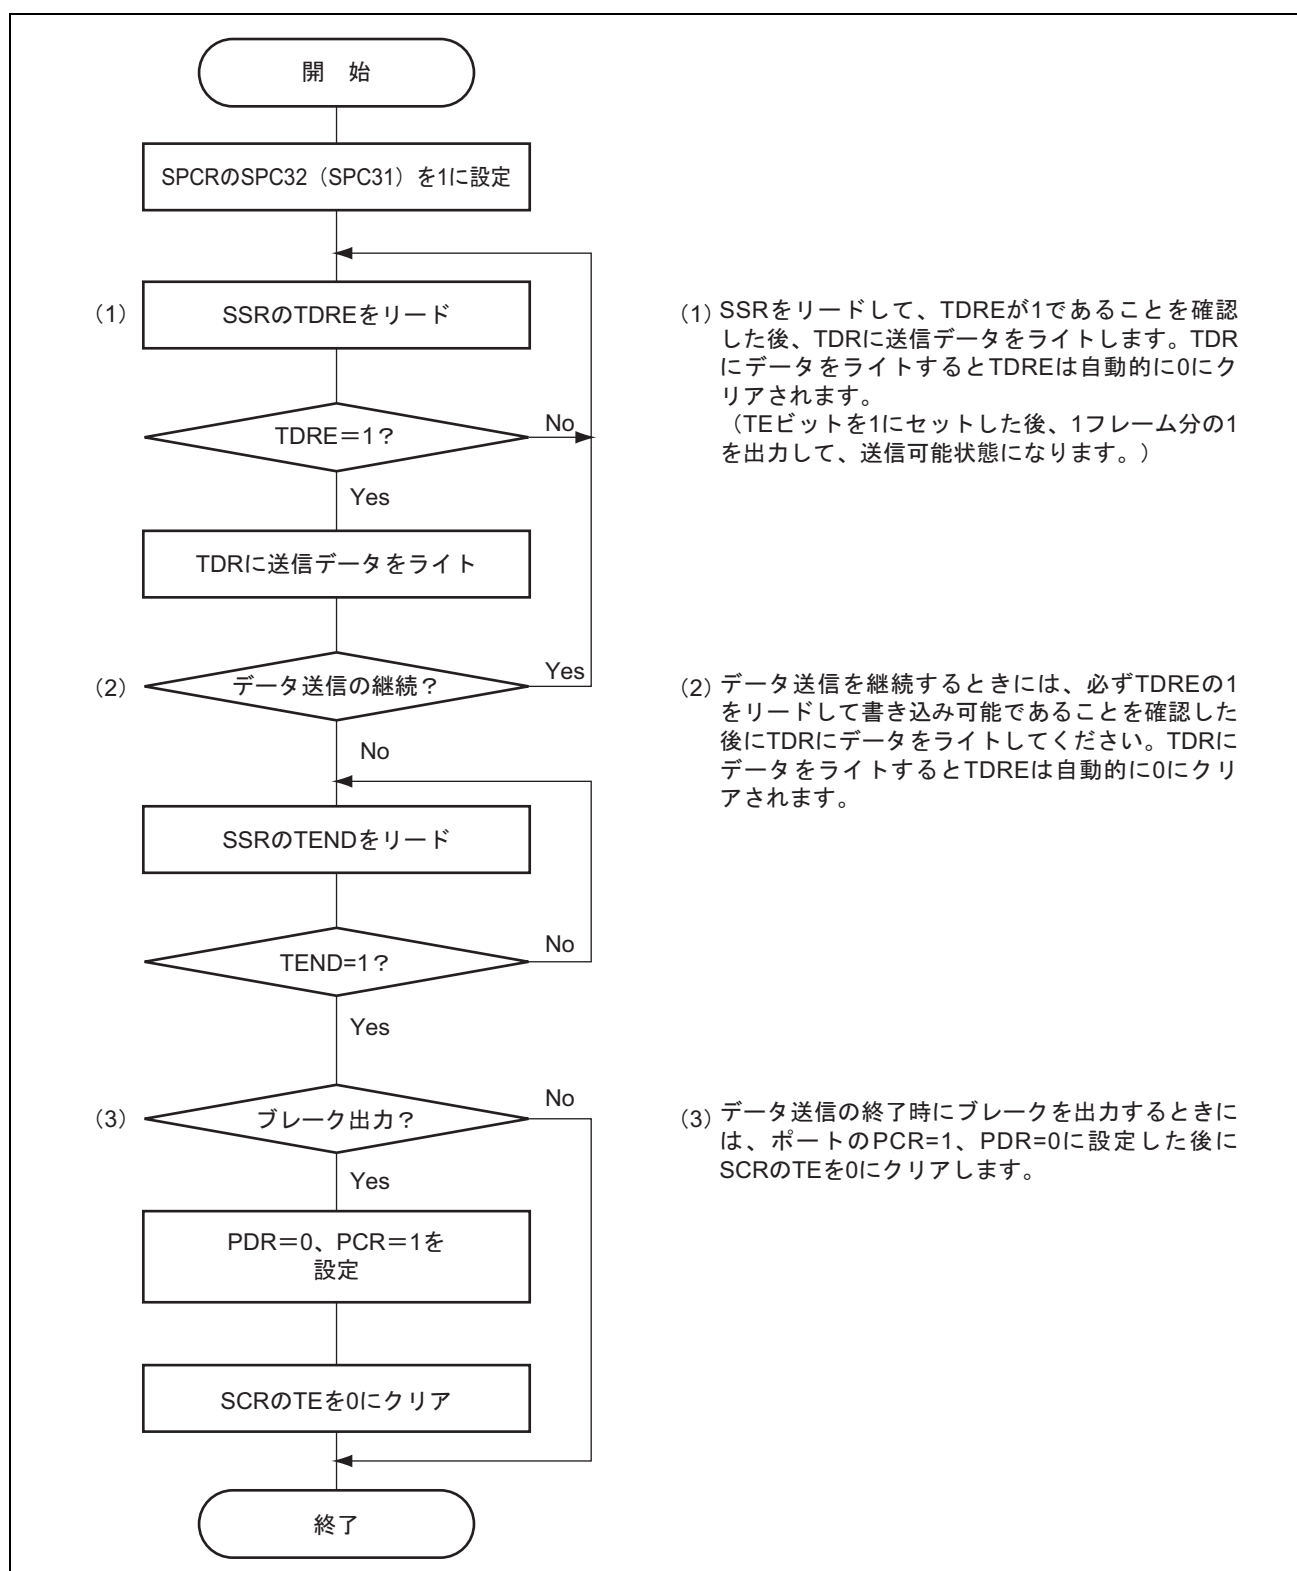 開 始
SPCRのSPC32（SPC31）を1に設定
（1）
SSRのTDREをリード
TDRE＝1？
No
Yes
TDRに送信データをライト
（2）
データ送信の継続？
Yes
No
SSRのTENDをリード
TEND=1？
No
Yes
（3）
ブレーク出力？
No
Yes
PDR＝0、PCR＝1を
設定
SCRのTEを0にクリア
終了
（1）SSRをリードして、TDREが1であることを確認
した後、TDRに送信データをライトします。TDR
にデータをライトするとTDREは自動的に0にク
リアされます。
（TEビットを1にセットした後、1フレーム分の1
を出力して、送信可能状態になります。）
（2）データ送信を継続するときには、必ずTDREの1
をリードして書き込み可能であることを確認した
後にTDRにデータをライトしてください。TDRに
データをライトするとTDREは自動的に0にクリ
アされます。
（3）データ送信の終了時にブレークを出力するときに
は、ポートのPCR=1、PDR=0に設定した後に
SCRのTEを0にクリアします。